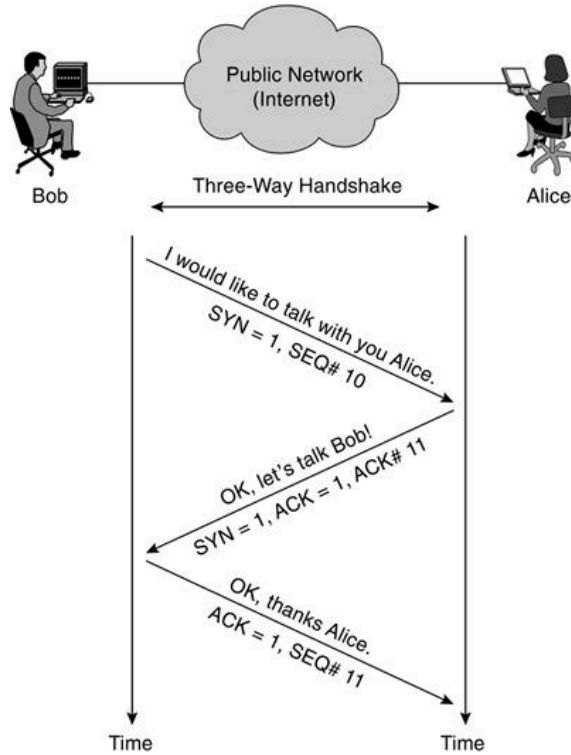 Public Network
(Internet)
Bob
Three-Way Handshake
Alice
I would like to talk with you Alice.
SYN = 1, SEQ# 10
OK, let's talk Bob!
SYN = 1, ACK = 1, ACK# 11
OK, thanks Alice.
ACK = 1, SEQ# 11
Time
Time